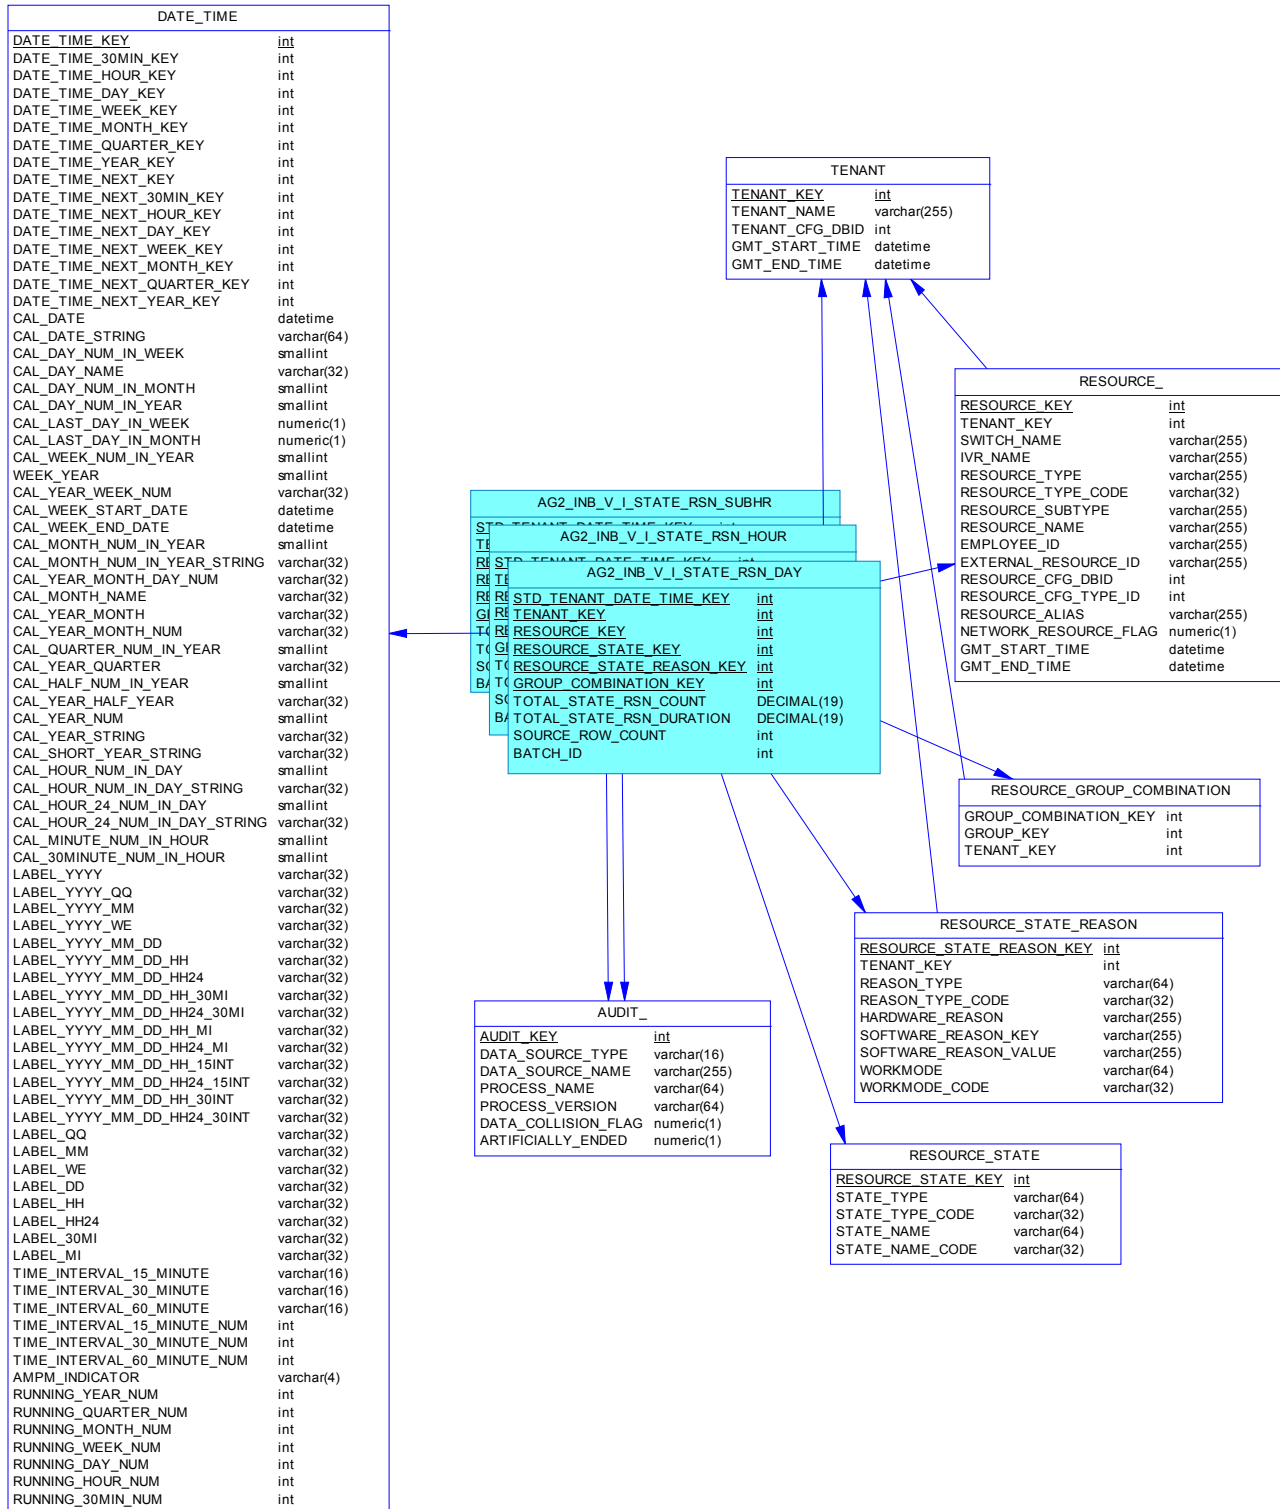 DATE_TIME
DATE_TIME_KEY int
DATE_TIME_30MIN_KEY int
DATE_TIME_HOUR_KEY int
DATE_TIME_DAY_KEY int
DATE_TIME_WEEK_KEY int
DATE_TIME_MONTH_KEY int
DATE_TIME_QUARTER_KEY int
DATE_TIME_YEAR_KEY int
DATE_TIME_NEXT_KEY int
DATE_TIME_NEXT_30MIN_KEY int
DATE_TIME_NEXT_HOUR_KEY int
DATE_TIME_NEXT_DAY_KEY int
DATE_TIME_NEXT_WEEK_KEY int
DATE_TIME_NEXT_MONTH_KEY int
DATE_TIME_NEXT_QUARTER_KEY int
DATE_TIME_NEXT_YEAR_KEY int
CAL_DATE datetime
CAL_DATE_STRING varchar(64)
CAL_DAY_NUM_IN_WEEK smallint
CAL_DAY_NAME varchar(32)
CAL_DAY_NUM_IN_MONTH smallint
CAL_DAY_NUM_IN_YEAR smallint
CAL_LAST_DAY_IN_WEEK numeric(1)
CAL_LAST_DAY_IN_MONTH numeric(1)
CAL_WEEK_NUM_IN_YEAR smallint
WEEK_YEAR smallint
CAL_YEAR_WEEK_NUM varchar(32)
CAL_WEEK_START_DATE datetime
CAL_WEEK_END_DATE datetime
CAL_MONTH_NUM_IN_YEAR smallint
CAL_MONTH_NUM_IN_YEAR_STRING varchar(32)
CAL_YEAR_MONTH_DAY_NUM varchar(32)
CAL_MONTH_NAME varchar(32)
CAL_YEAR_MONTH varchar(32)
CAL_YEAR_MONTH_NUM varchar(32)
CAL_QUARTER_NUM_IN_YEAR smallint
CAL_YEAR_QUARTER varchar(32)
CAL_HALF_NUM_IN_YEAR smallint
CAL_YEAR_HALF_YEAR varchar(32)
CAL_YEAR_NUM smallint
CAL_YEAR_STRING varchar(32)
CAL_SHORT_YEAR_STRING varchar(32)
CAL_HOUR_NUM_IN_DAY smallint
CAL_HOUR_NUM_IN_DAY_STRING varchar(32)
CAL_HOUR_24_NUM_IN_DAY smallint
CAL_HOUR_24_NUM_IN_DAY_STRING varchar(32)
CAL_MINUTE_NUM_IN_HOUR smallint
CAL_30MINUTE_NUM_IN_HOUR smallint
LABEL_YYYY varchar(32)
LABEL_YYYY_QQ varchar(32)
LABEL_YYYY_MM varchar(32)
LABEL_YYYY_WE varchar(32)
LABEL_YYYY_MM_DD varchar(32)
LABEL_YYYY_MM_DD_HH varchar(32)
LABEL_YYYY_MM_DD_HH24 varchar(32)
LABEL_YYYY_MM_DD_HH_30MI varchar(32)
LABEL_YYYY_MM_DD_HH24_30MI varchar(32)
LABEL_YYYY_MM_DD_HH_MI varchar(32)
LABEL_YYYY_MM_DD_HH24_MI varchar(32)
LABEL_YYYY_MM_DD_HH_15INT varchar(32)
LABEL_YYYY_MM_DD_HH24_15INT varchar(32)
LABEL_YYYY_MM_DD_HH_30INT varchar(32)
LABEL_YYYY_MM_DD_HH24_30INT varchar(32)
LABEL_QQ varchar(32)
LABEL_MM varchar(32)
LABEL_WE varchar(32)
LABEL_DD varchar(32)
LABEL_HH varchar(32)
LABEL_HH24 varchar(32)
LABEL_30MI varchar(32)
LABEL_MI varchar(32)
TIME_INTERVAL_15_MINUTE varchar(16)
TIME_INTERVAL_30_MINUTE varchar(16)
TIME_INTERVAL_60_MINUTE varchar(16)
TIME_INTERVAL_15_MINUTE_NUM int
TIME_INTERVAL_30_MINUTE_NUM int
TIME_INTERVAL_60_MINUTE_NUM int
AMPM_INDICATOR varchar(4)
RUNNING_YEAR_NUM int
RUNNING_QUARTER_NUM int
RUNNING_MONTH_NUM int
RUNNING_WEEK_NUM int
RUNNING_DAY_NUM int
RUNNING_HOUR_NUM int
RUNNING_30MIN_NUM int
TENANT
TENANT_KEY int
TENANT_NAME varchar(255)
TENANT_CFG_DBID int
GMT_START_TIME datetime
GMT_END_TIME datetime
RESOURCE_
RESOURCE_KEY int
TENANT_KEY int
SWITCH_NAME varchar(255)
IVR_NAME varchar(255)
RESOURCE_TYPE varchar(255)
RESOURCE_TYPE_CODE varchar(32)
RESOURCE_SUBTYPE varchar(255)
RESOURCE_NAME varchar(255)
EMPLOYEE_ID varchar(255)
EXTERNAL_RESOURCE_ID varchar(255)
RESOURCE_CFG_DBID int
RESOURCE_CFG_TYPE_ID int
RESOURCE_ALIAS varchar(255)
NETWORK_RESOURCE_FLAG numeric(1)
GMT_START_TIME datetime
GMT_END_TIME datetime
AG2_INB_V_I_STATE_RSN_SUBHR
AG2_INB_V_I_STATE_RSN_HOUR
AG2_INB_V_I_STATE_RSN_DAY
STD_TENANT_DATE_TIME_KEY int
TENANT_KEY int
RESOURCE_KEY int
RESOURCE_STATE_KEY int
RESOURCE_STATE_REASON_KEY int
GROUP_COMBINATION_KEY int
TOTAL_STATE_RSN_COUNT DECIMAL(19)
TOTAL_STATE_RSN_DURATION DECIMAL(19)
SOURCE_ROW_COUNT int
BATCH_ID int
RESOURCE_GROUP_COMBINATION
GROUP_COMBINATION_KEY int
GROUP_KEY int
TENANT_KEY int
RESOURCE_STATE_REASON
RESOURCE_STATE_REASON_KEY int
TENANT_KEY int
REASON_TYPE varchar(64)
REASON_TYPE_CODE varchar(32)
HARDWARE_REASON varchar(255)
SOFTWARE_REASON_KEY varchar(255)
SOFTWARE_REASON_VALUE varchar(255)
WORKMODE varchar(64)
WORKMODE_CODE varchar(32)
AUDIT_
AUDIT_KEY int
DATA_SOURCE_TYPE varchar(16)
DATA_SOURCE_NAME varchar(255)
PROCESS_NAME varchar(64)
PROCESS_VERSION varchar(64)
DATA_COLLISION_FLAG numeric(1)
ARTIFICIALLY_ENDED numeric(1)
RESOURCE_STATE
RESOURCE_STATE_KEY int
STATE_TYPE varchar(64)
STATE_TYPE_CODE varchar(32)
STATE_NAME varchar(64)
STATE_NAME_CODE varchar(32)